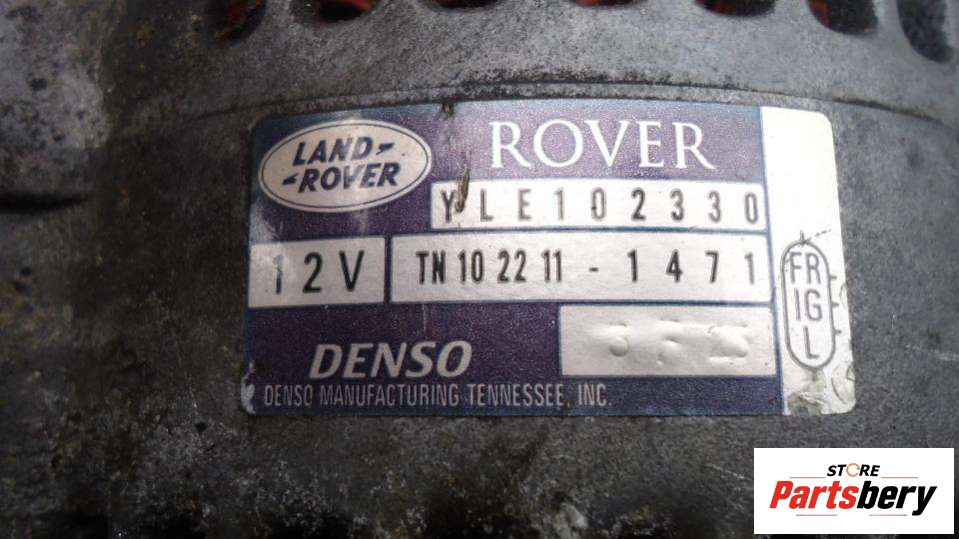 LAND-
-ROVER
ROVER
YLE102330
12V
TN 10 22 11 - 1471
DENSO
DENSO MANUFACTURING TENNESSEE, INC.
FR
IG
L
STORE
Partsbery